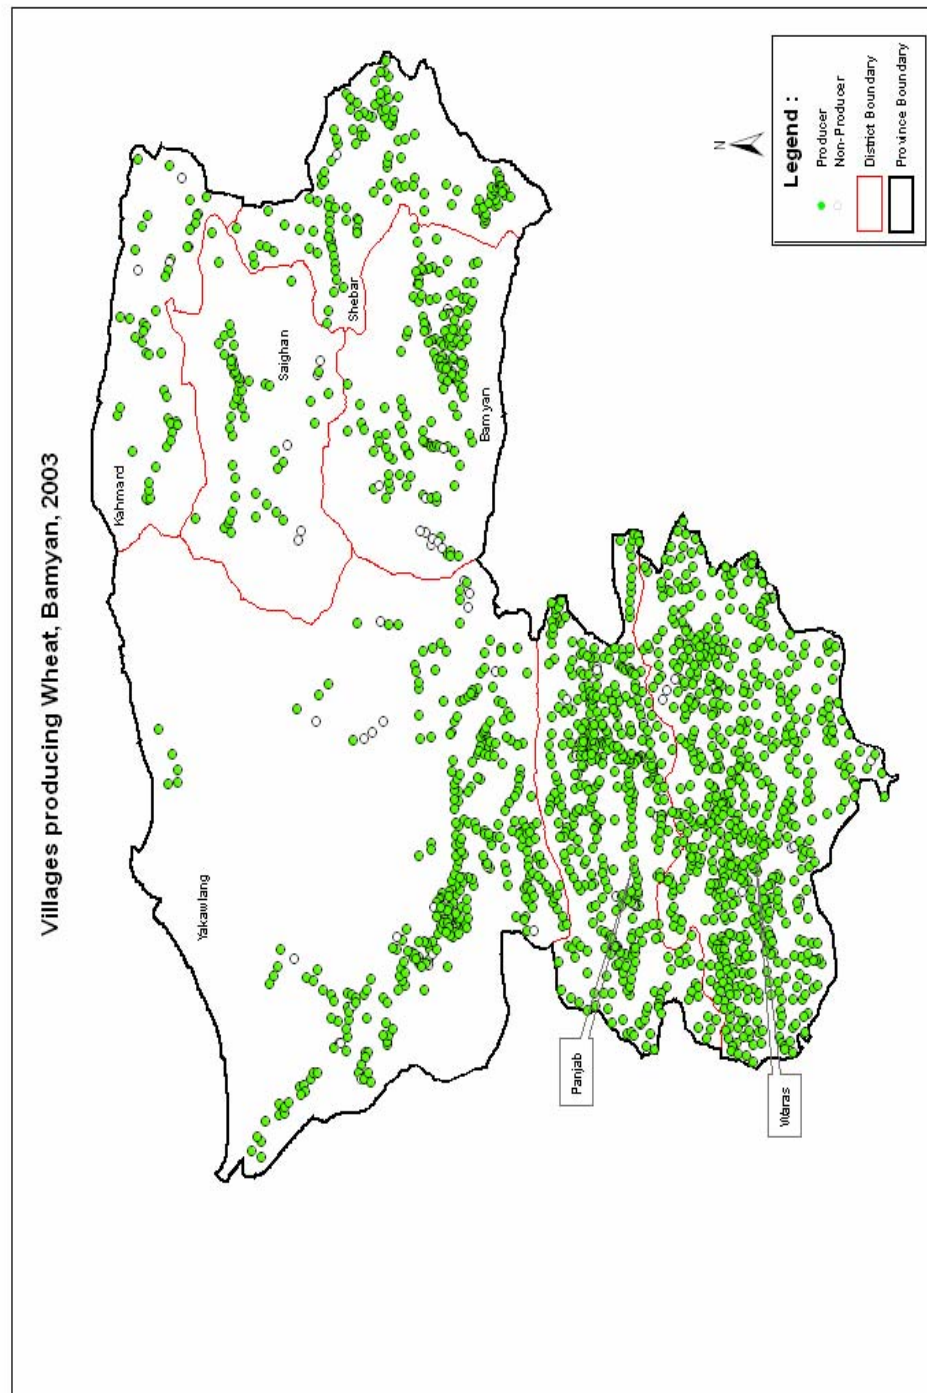 Villages producing Wheat, Bamyan, 2003
Kahmard
Saighan
Shebar
Bamyan
Yakawlang
Panjab
Waras
N
Legend :
Producer
Non-Producer
District Boundary
Province Boundary